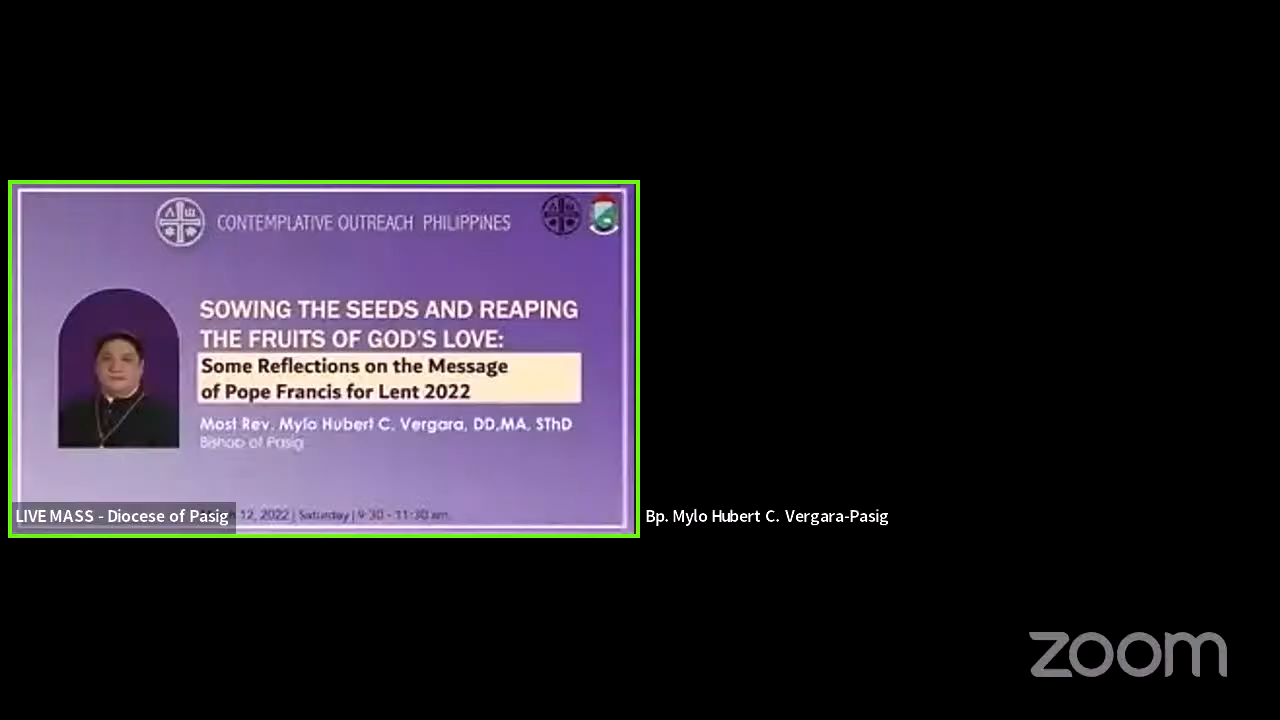 CONTEMPLATIVE OUTREACH PHILIPPINES
SOWING THE SEEDS AND REAPING
THE FRUITS OF GOD'S LOVE:
Some Reflections on the Message
of Pope Francis for Lent 2022
Most Rev. Mylo Hubert C. Vergara, DD,MA, SThD
Bishop of Pasig
12, 2022 | Saturday | 9:30 - 11:30 am
LIVE MASS - Diocese of Pasig
Bp. Mylo Hubert C. Vergara-Pasig
zoom